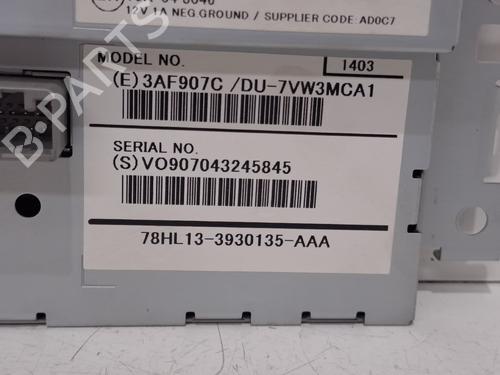 12V 1A NEG GROUND / SUPPLIER CODE: AD0C7
MODEL NO.
1403
(E)3AF907C /DU-7VW3MCA1
SERIAL NO.
(S)VO907043245845
78HL13-3930135-AAA
B-PARTS